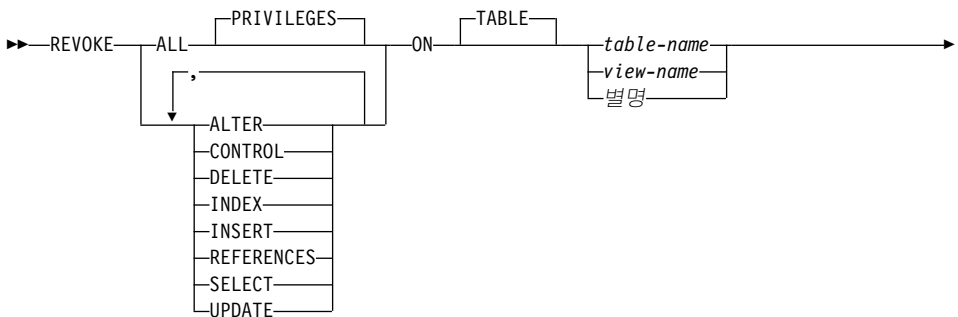 PRIVILEGES TABLE
REVOKE ALL ON table-name
, view-name
별명
ALTER
CONTROL
DELETE
INDEX
INSERT
REFERENCES
SELECT
UPDATE